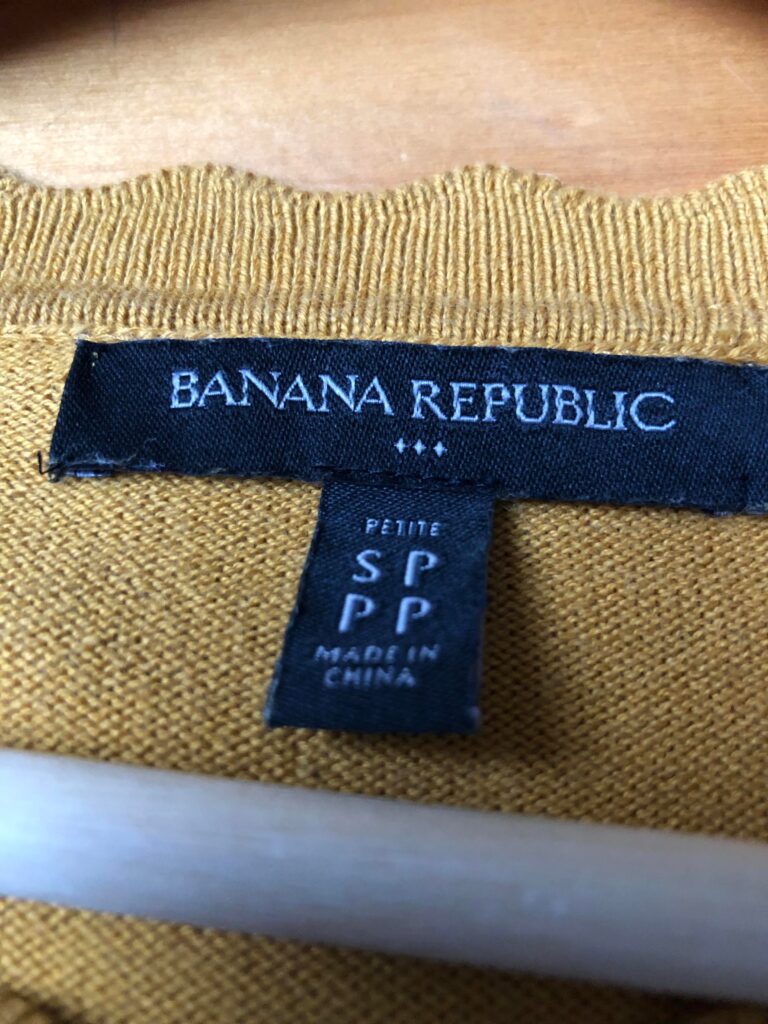 BANANA REPUBLIC
PETITE
SP
PP
MADE IN
CHINA